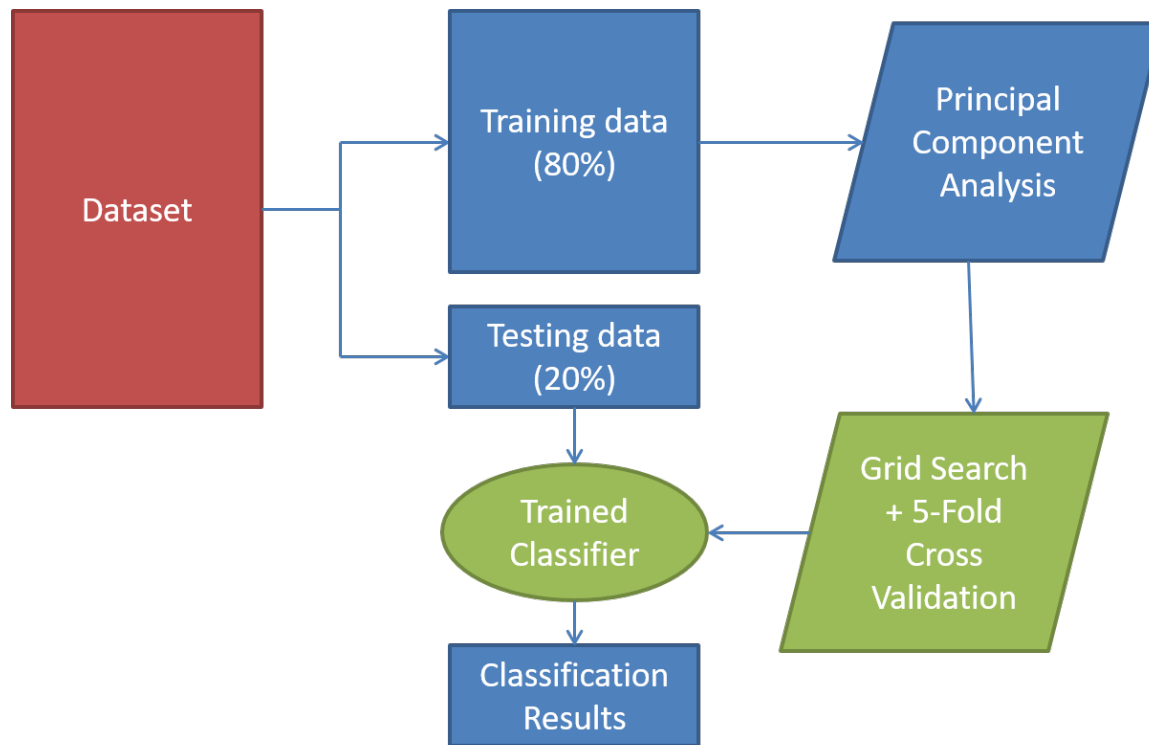 Dataset
Training data
(80%)
Principal
Component
Analysis
Testing data
(20%)
Grid Search
+ 5-Fold
Cross
Validation
Trained
Classifier
Classification
Results